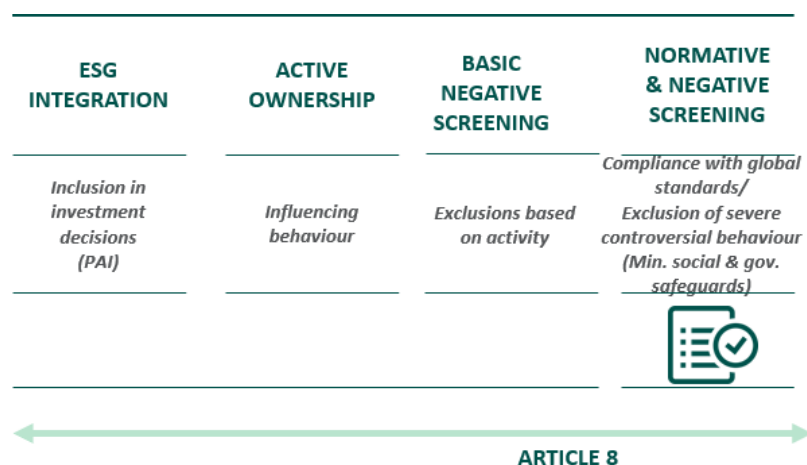 ESG
INTEGRATION
ACTIVE
OWNERSHIP
BASIC
NEGATIVE
SCREENING
NORMATIVE
& NEGATIVE
SCREENING
Inclusion in
investment
decisions
(PAI)
Influencing
behaviour
Exclusions based
on activity
Compliance with global
standards/
Exclusion of severe
controversial behaviour
(Min. social & gov.
safeguards)
ARTICLE 8